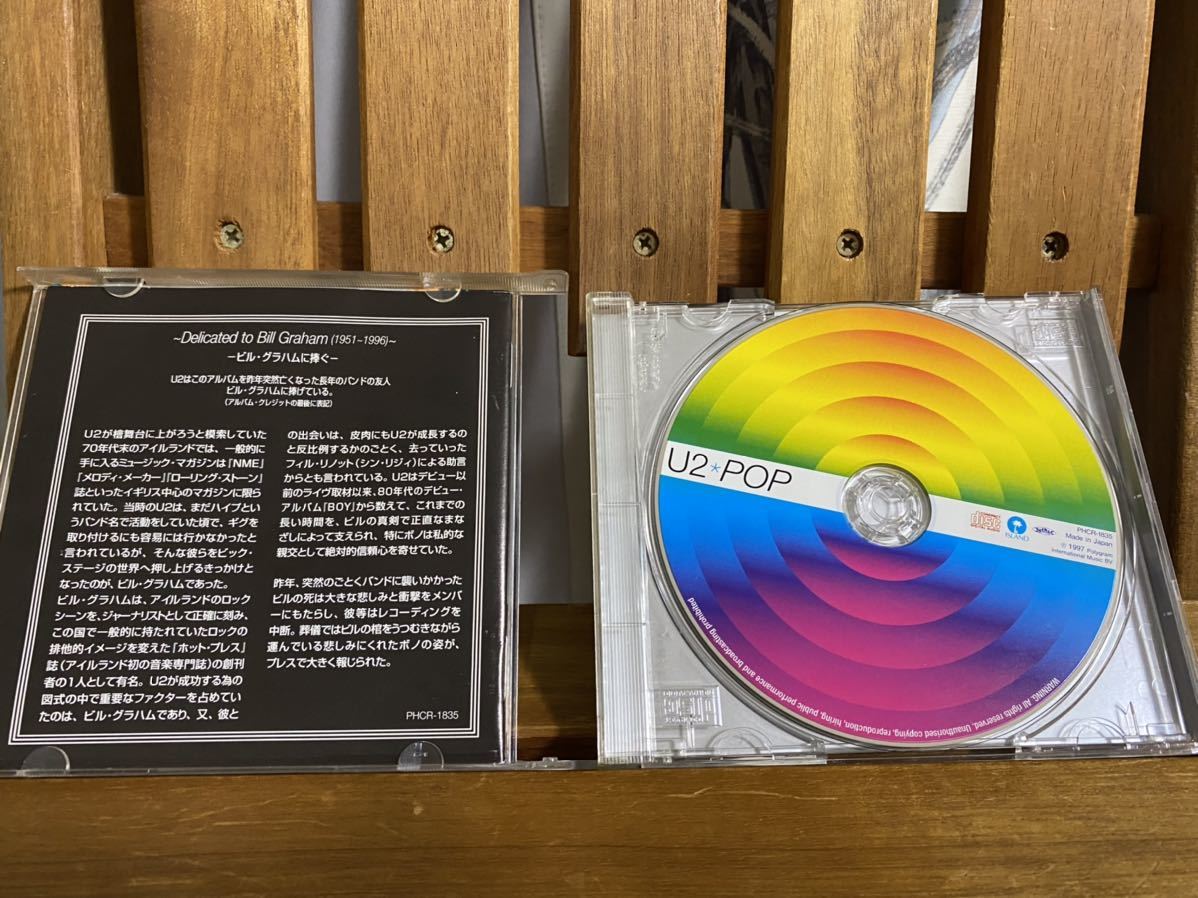 ~Delicated to Bill Graham (1951~1996)~
−ビル・グラハムに捧ぐ−
U2はこのアルバムを昨年突然亡くなった長年のバンドの友人
ビル・グラハムに捧げている。
(アルバム・クレジットの最後に表記)
U2が檜舞台に上がろうと模索していた
70年代末のアイルランドでは、一般的に
手に入るミュージック・マガジンは「NME」
「メロディ・メーカー」「ローリング・ストーン」
誌といったイギリス中心のマガジンに限ら
れていた。当時のU2は、まだハイプとい
うバンド名で活動をしていた頃で、ギグを
取り付けるにも容易には行かなかったと
言われているが、そんな彼らをビック・
ステージの世界へ押し上げるきっかけと
なったのが、ビル・グラハムであった。
ビル・グラハムは、アイルランドのロック
シーンを、ジャーナリストとして正確に刻み、
この国で一般的に持たれていたロックの
排他的イメージを変えた「ホット・プレス」
誌(アイルランド初の音楽専門誌)の創刊
者の1人として有名。U2が成功する為の
図式の中で重要なファクターを占めてい
たのは、ビル・グラハムであり、又、彼と
の出会いは、皮肉にもU2が成長するの
と反比例するかのごとく、去っていった
フィル・リノット(シン・リジィ)による助言
からとも言われている。U2はデビュー以
前のライヴ取材以来、80年代のデビュー・
アルバム「BOY」から数えて、これまでの
長い時間を、ビルの真剣で正直なまな
ざしによって支えられ、特にボノは私的な
親交として絶対的信頼心を寄せていた。
昨年、突然のごとくバンドに襲いかかった
ビルの死は大きな悲しみと衝撃をメンバ
ーにもたらし、彼等はレコーディングを
中断。葬儀ではビルの棺をうつむきながら
運んでいる悲しみにくれたボノの姿が、
プレスで大きく報じられた。
PHCR-1835
U2*POP
COMPACT
disc
DIGITAL AUDIO
ISLAND
PHCR-1835
Made in Japan
℗ 1997 Polygram
International Music BV
WARNING. All rights reserved. Unauthorised copying, reproduction, hiring, public performance and broadcasting prohibited